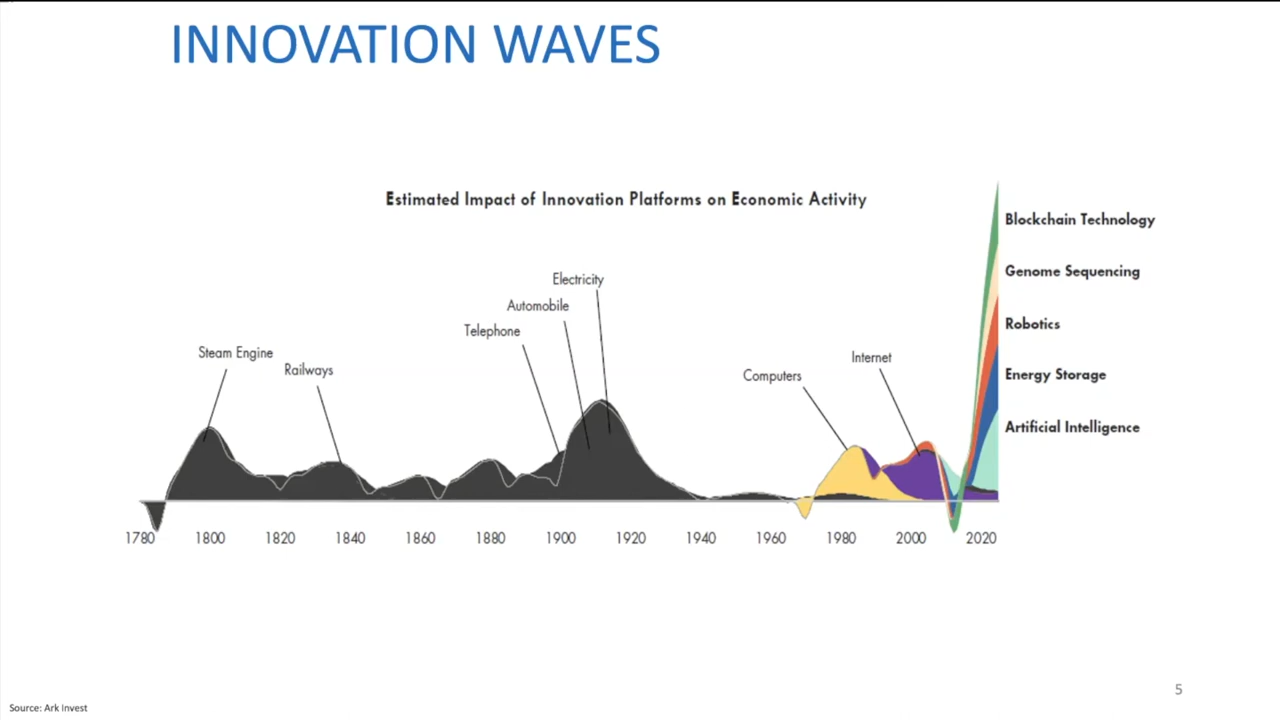 INNOVATION WAVES
Estimated Impact of Innovation Platforms on Economic Activity
Blockchain Technology
Genome Sequencing
Electricity
Automobile
Robotics
Telephone
Steam Engine
Internet
Railways
Computers
Energy Storage
Artificial Intelligence
1780 1800 1820 1840 1860 1880 1900 1920 1940 1960 1980 2000 2020
5
Source: Ark Invest